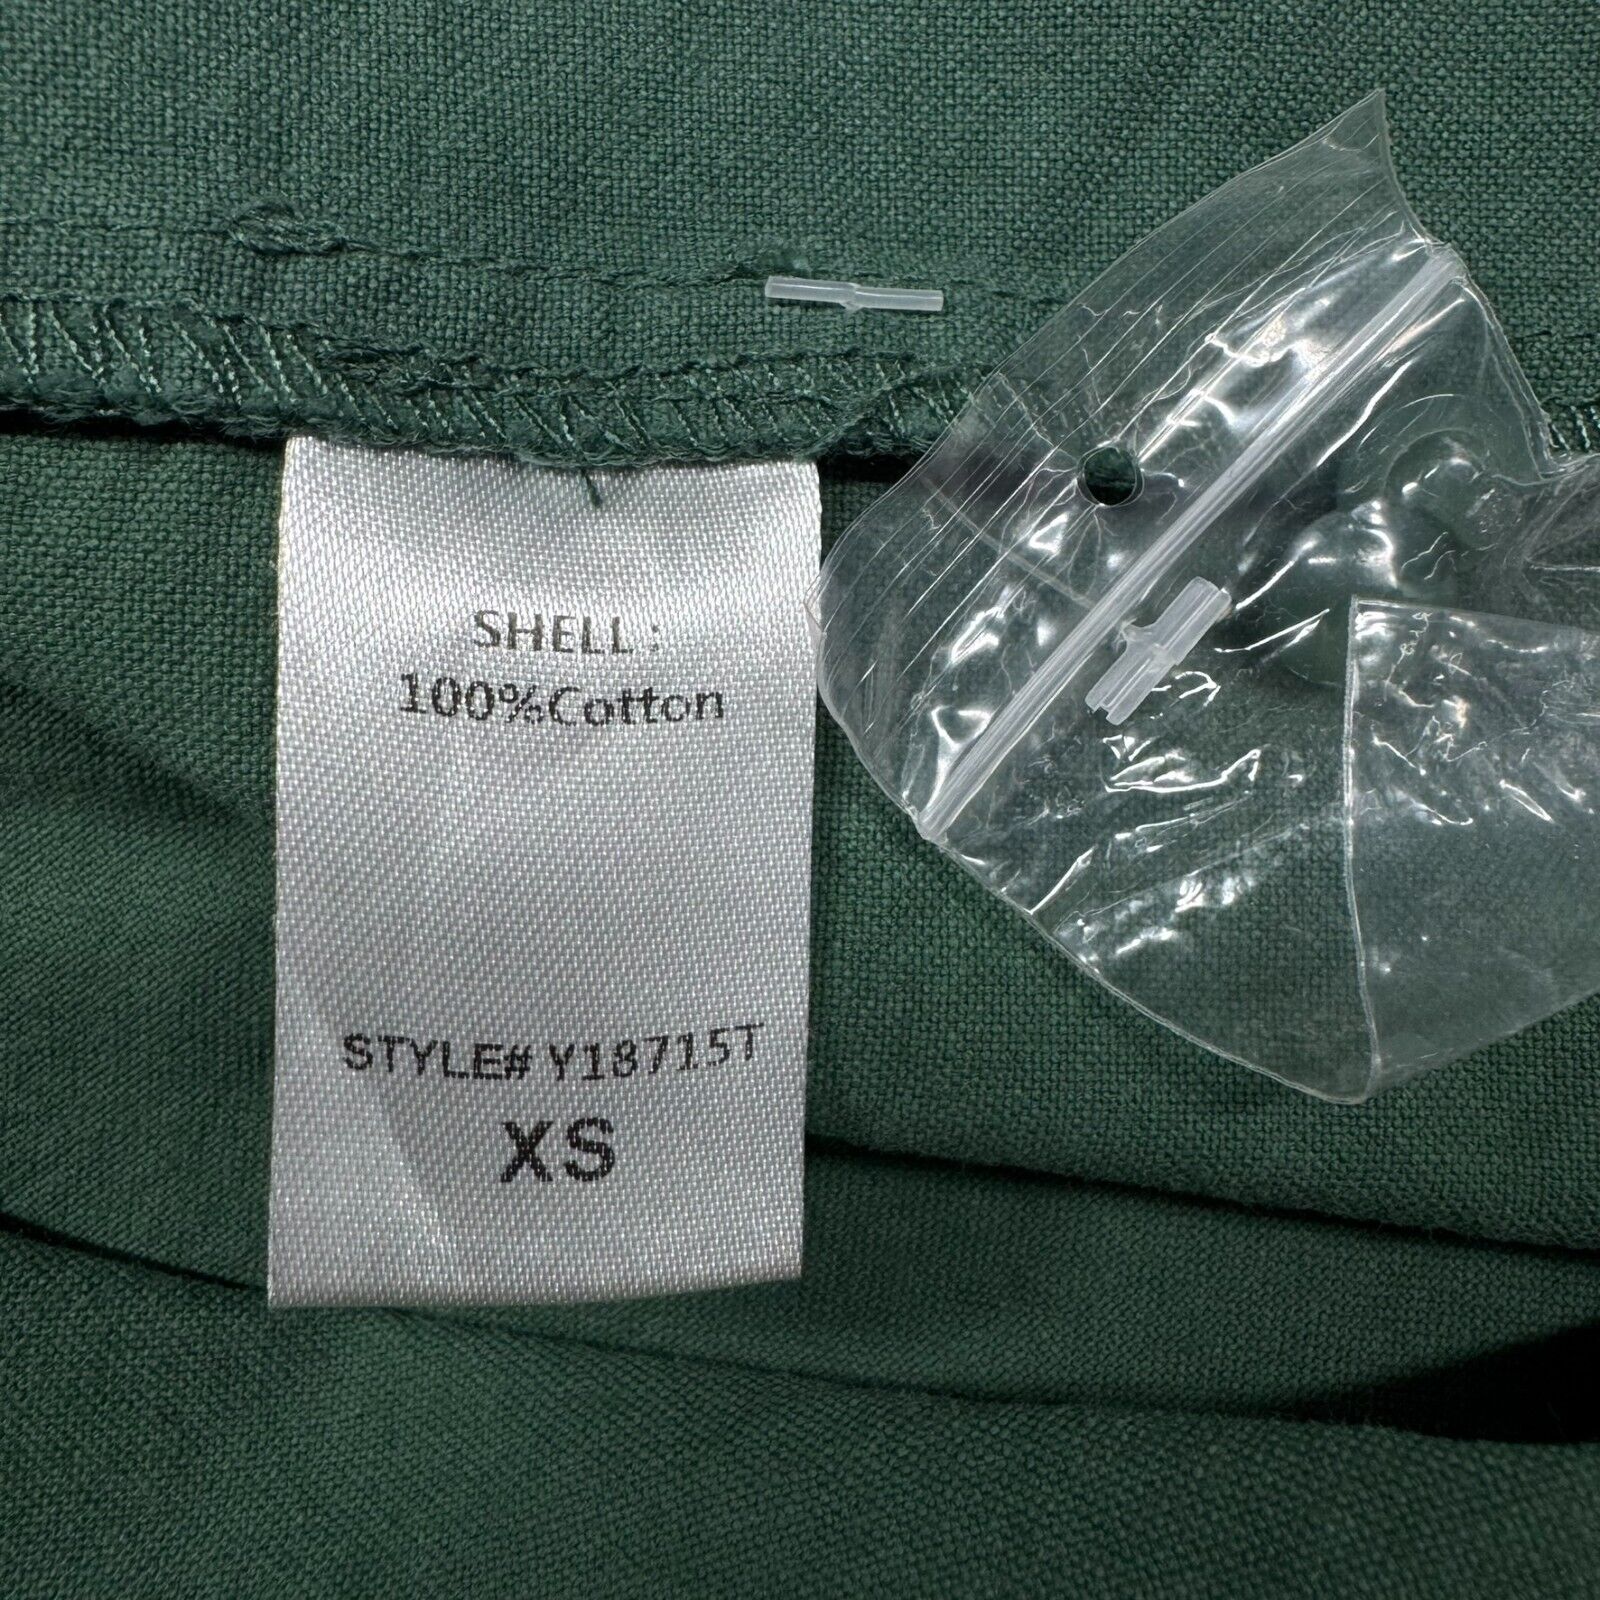 SHELL:
100%Cotton
STYLE# Y18715T
XS